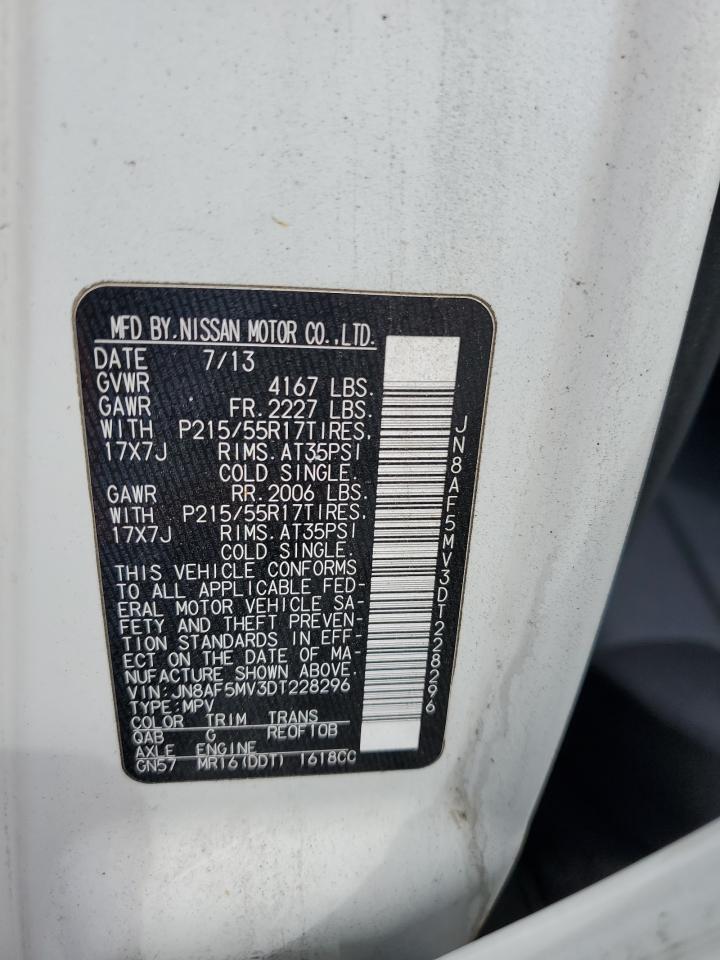 MFD BY.NISSAN MOTOR CO.,LTD.
DATE 7/13
GVWR 4167 LBS.
GAWR FR.2227 LBS.
WITH P215/55R17TIRES,
17X7J RIMS.AT35PSI
COLD SINGLE.
GAWR RR.2006 LBS.
WITH P215/55R17TIRES,
17X7J RIMS.AT35PSI
COLD SINGLE.
THIS VEHICLE CONFORMS
TO ALL APPLICABLE FED-
ERAL MOTOR VEHICLE SA-
FETY AND THEFT PREVEN-
TION STANDARDS IN EFF-
ECT ON THE DATE OF MA-
NUFACTURE SHOWN ABOVE.
VIN:JN8AF5MV3DT228296
TYPE:MPV
COLOR TRIM TRANS
QAB G RE0FT0B
AXLE ENGINE
GN57 MR16(DDT) 1618CC
JN8AF5MV3DT228296